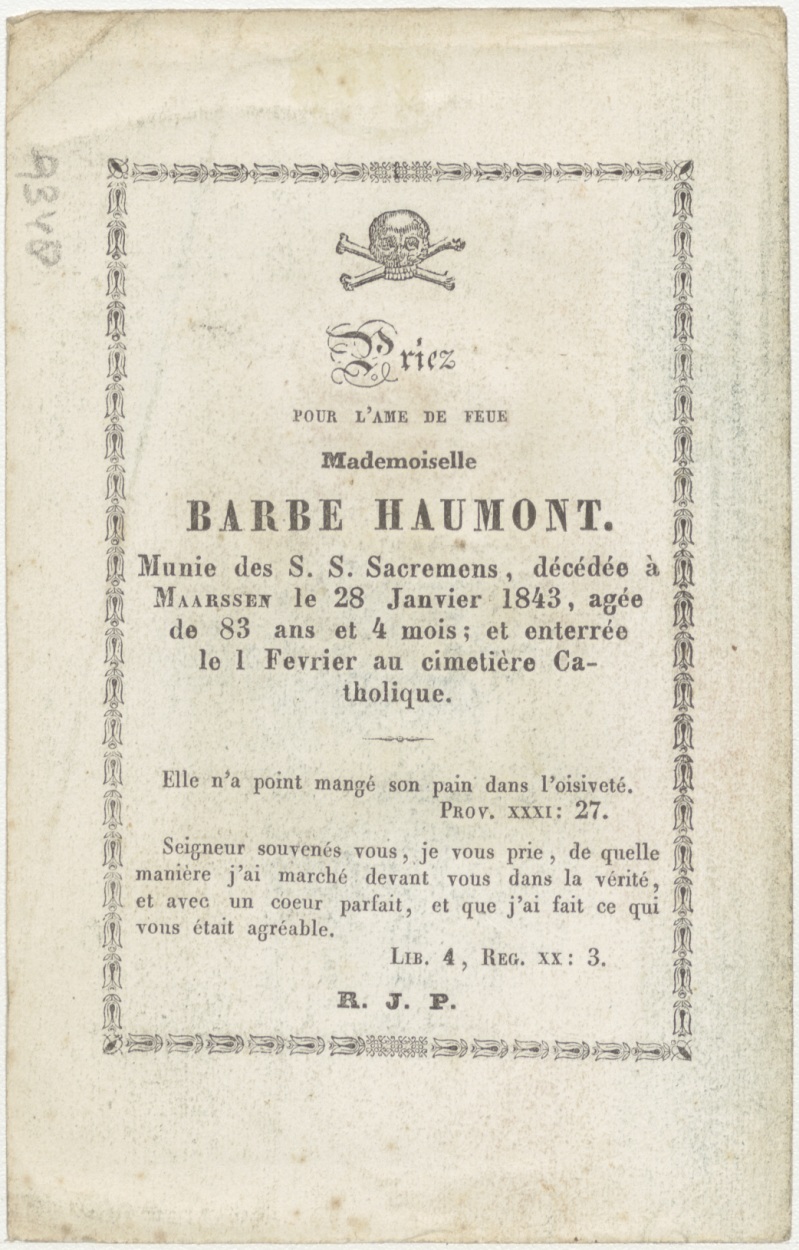 Priez
POUR L'AME DE FEUE
Mademoiselle
BARBE HAUMONT.
Munie des S. S. Sacremens, décédée à
MAARSSEN le 28 Janvier 1843, agée
de 83 ans et 4 mois; et enterrée
le 1 Fevrier au cimetière Ca-
tholique.
Elle n'a point mangé son pain dans l'oisiveté.
PROV. XXXI: 27.
Seigneur souvenés vous, je vous prie, de quelle
manière j'ai marché devant vous dans la vérité,
et avec un coeur parfait, et que j'ai fait ce qui
vous était agréable.
LIB. 4, REG. XX: 3.
R. J. P.